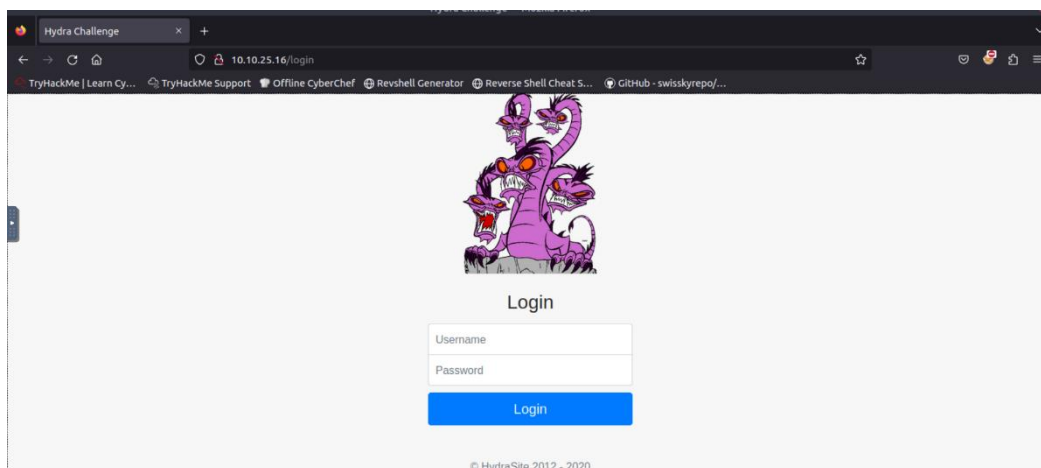 Hydra Challenge
10.10.25.16/login
TryHackMe | Learn Cy... TryHackMe Support Offline CyberChef Revshell Generator Reverse Shell Cheat S... GitHub - swisskyrepo/...
Login
Username
Password
Login
© HydraSite 2012 - 2020